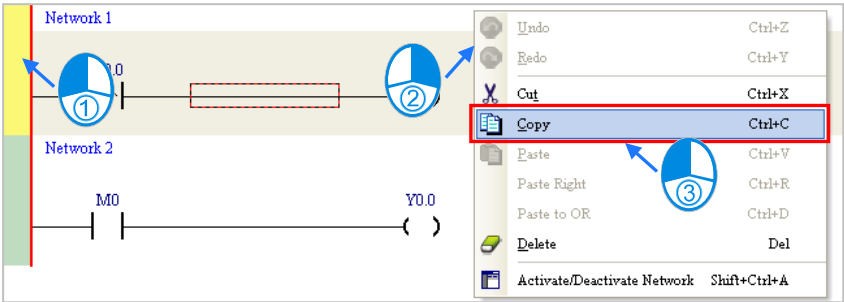 Network 1
.0
①
②
Network 2
M0
Y0.0
Undo Ctrl+Z
Redo Ctrl+Y
Cut Ctrl+X
Copy Ctrl+C
Paste Ctrl+V
Paste Right Ctrl+R
③
Paste to OR Ctrl+D
Delete Del
Activate/Deactivate Network Shift+Ctrl+A